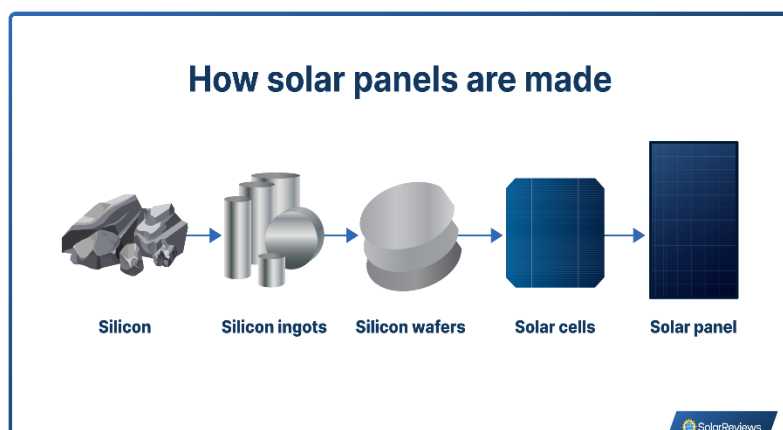 How solar panels are made
Silicon
Silicon ingots
Silicon wafers
Solar cells
Solar panel
SolarReviews